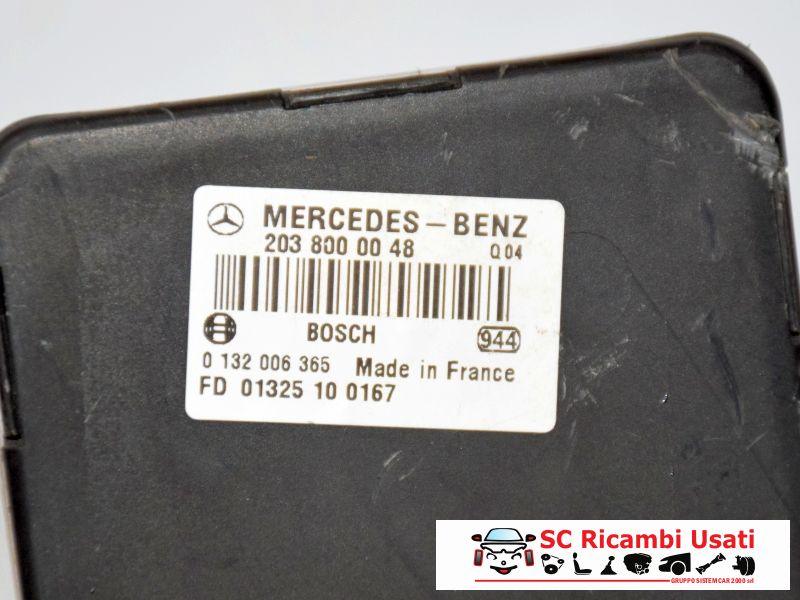 MERCEDES-BENZ
203 800 00 48 Q04
BOSCH 944
0 132 006 365 Made in France
FD 01325 10 0167
SC Ricambi Usati
GRUPPO SISTEMCAR 2000 srl